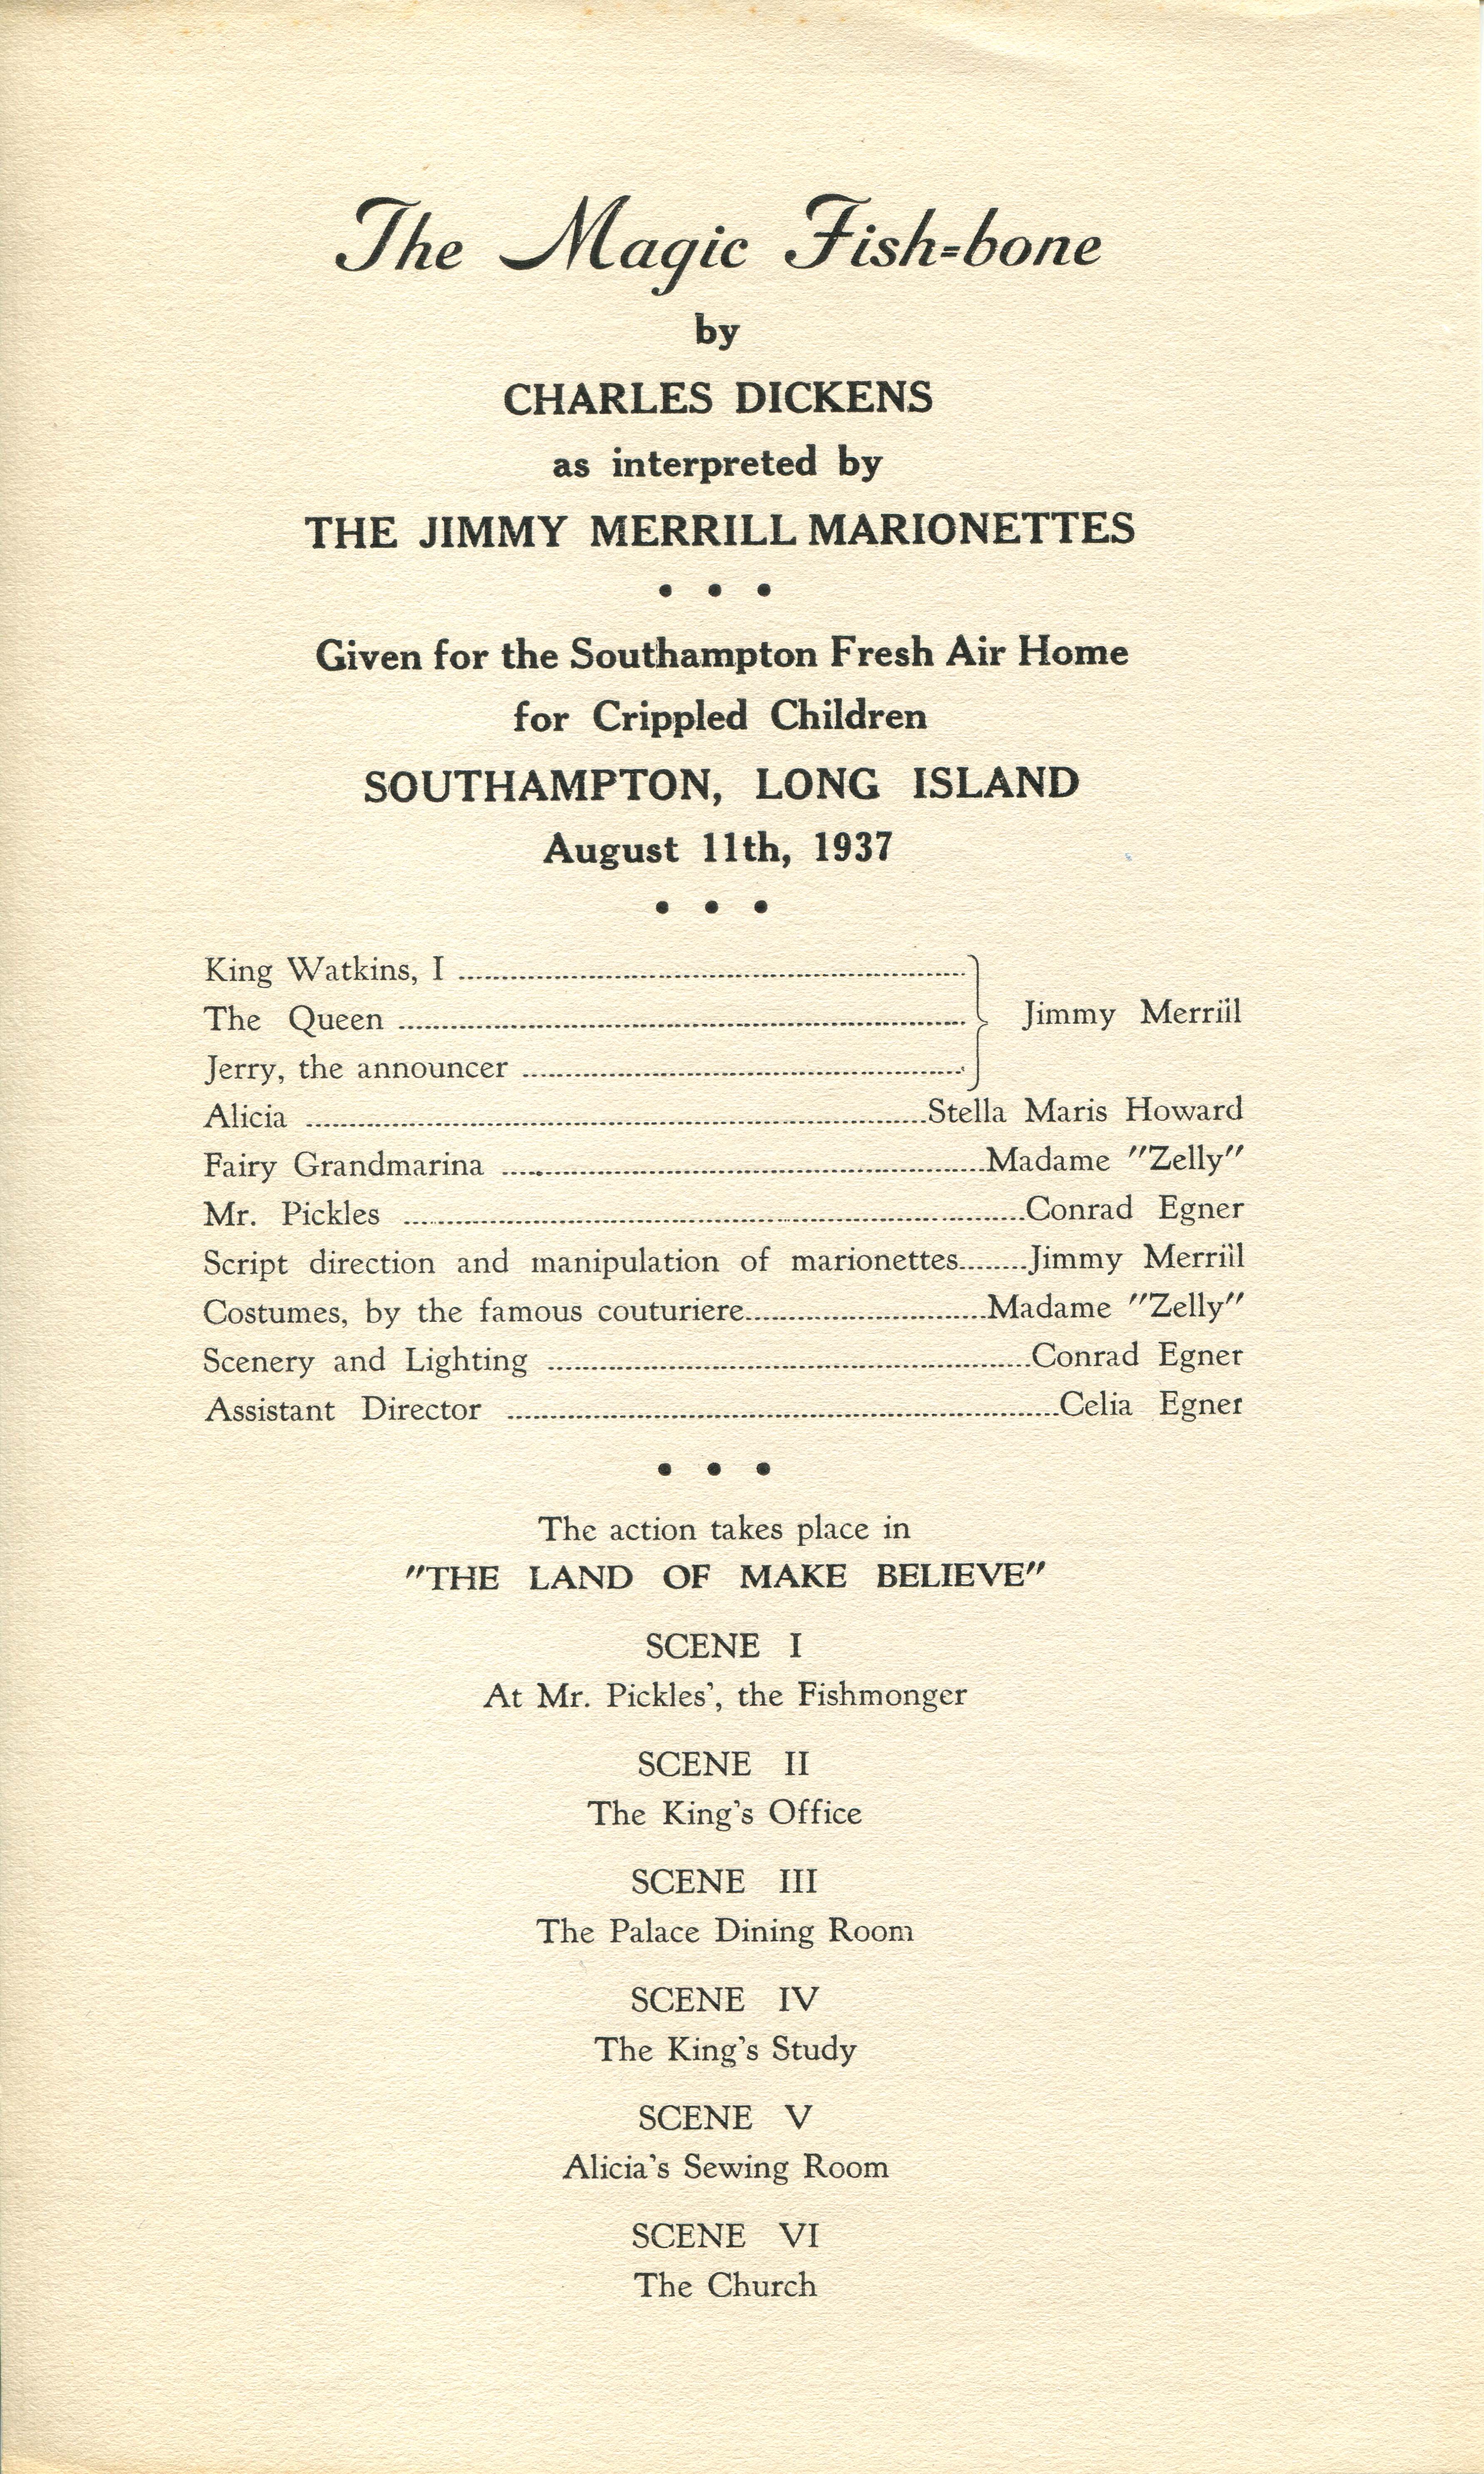 The Magic Fish-bone
by
CHARLES DICKENS
as interpreted by
THE JIMMY MERRILL MARIONETTES
• • •
Given for the Southampton Fresh Air Home
for Crippled Children
SOUTHAMPTON, LONG ISLAND
August 11th, 1937
• • •
King Watkins, I
The Queen
Jerry, the announcer
} Jimmy Merrill
Alicia Stella Maris Howard
Fairy Grandmarina Madame "Zelly"
Mr. Pickles Conrad Egner
Script direction and manipulation of marionettes Jimmy Merrill
Costumes, by the famous couturiere Madame "Zelly"
Scenery and Lighting Conrad Egner
Assistant Director Celia Egner
• • •
The action takes place in
"THE LAND OF MAKE BELIEVE"
SCENE I
At Mr. Pickles', the Fishmonger
SCENE II
The King's Office
SCENE III
The Palace Dining Room
SCENE IV
The King's Study
SCENE V
Alicia's Sewing Room
SCENE VI
The Church